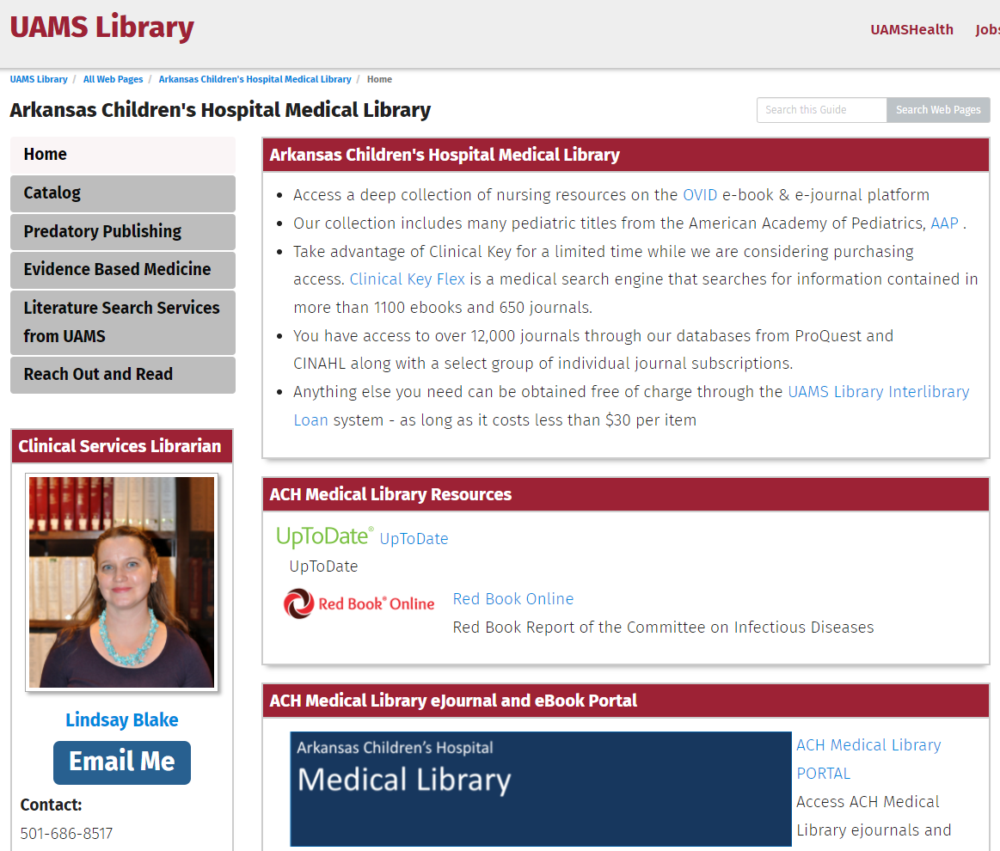 UAMS Library
UAMSHealth
Jobs
UAMS Library / All Web Pages / Arkansas Children's Hospital Medical Library / Home
Arkansas Children's Hospital Medical Library
Search this Guide
Search Web Pages
Home
Catalog
Predatory Publishing
Evidence Based Medicine
Literature Search Services
from UAMS
Reach Out and Read
Clinical Services Librarian
Lindsay Blake
Email Me
Contact:
501-686-8517
Arkansas Children's Hospital Medical Library
• Access a deep collection of nursing resources on the OVID e-book & e-journal platform
• Our collection includes many pediatric titles from the American Academy of Pediatrics, AAP .
• Take advantage of Clinical Key for a limited time while we are considering purchasing
access. Clinical Key Flex is a medical search engine that searches for information contained in
more than 1100 ebooks and 650 journals.
• You have access to over 12,000 journals through our databases from ProQuest and
CINAHL along with a select group of individual journal subscriptions.
• Anything else you need can be obtained free of charge through the UAMS Library Interlibrary
Loan system - as long as it costs less than $30 per item
ACH Medical Library Resources
UpToDate® UpToDate
UpToDate
Red Book® Online
Red Book Online
Red Book Report of the Committee on Infectious Diseases
ACH Medical Library eJournal and eBook Portal
Arkansas Children's Hospital
Medical Library
ACH Medical Library
PORTAL
Access ACH Medical
Library ejournals and